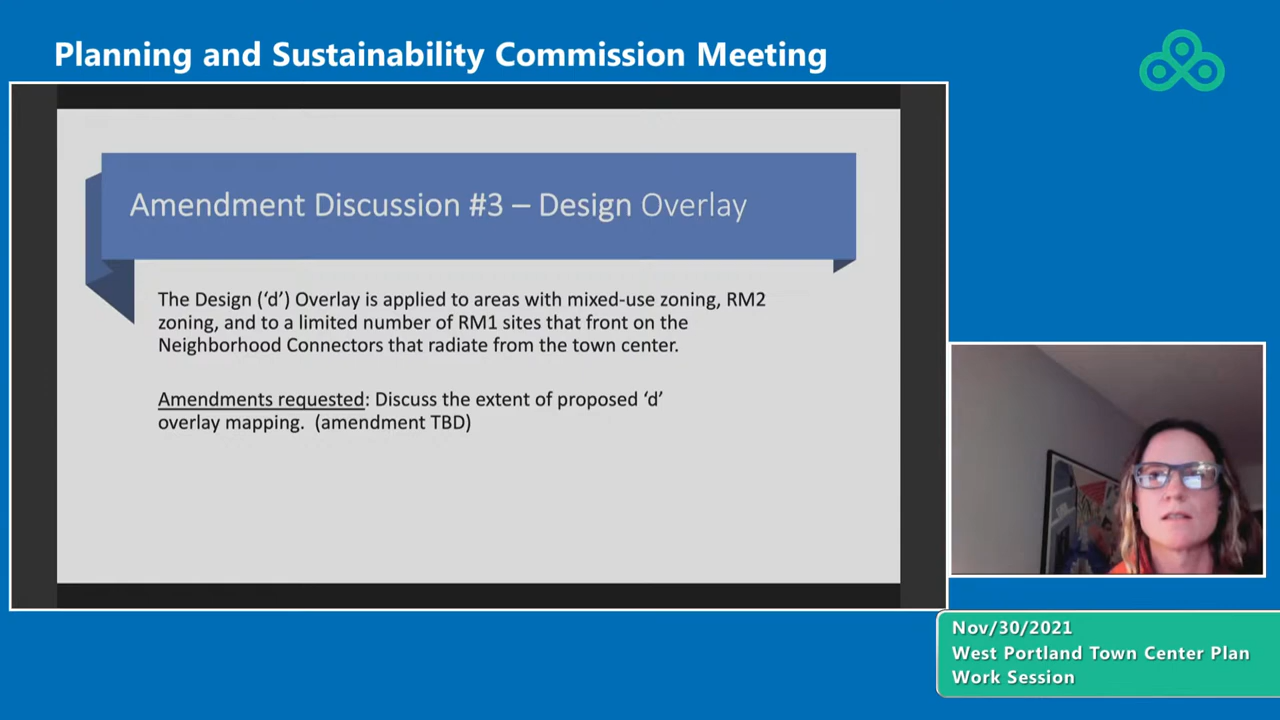 Planning and Sustainability Commission Meeting
Amendment Discussion #3 – Design Overlay
The Design (‘d’) Overlay is applied to areas with mixed-use zoning, RM2
zoning, and to a limited number of RM1 sites that front on the
Neighborhood Connectors that radiate from the town center.
Amendments requested: Discuss the extent of proposed ‘d’
overlay mapping.  (amendment TBD)
Nov/30/2021
West Portland Town Center Plan
Work Session